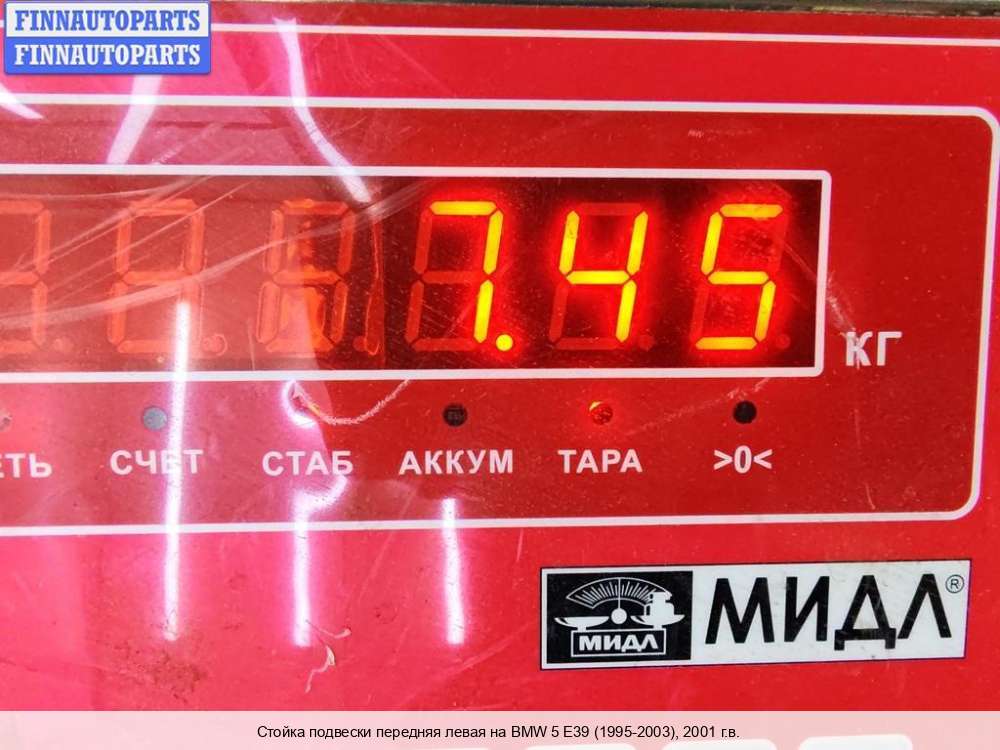 FINNAUTOPARTS
FINNAUTOPARTS
7.45
КГ
ЕТЬ СЧЕТ СТАБ АККУМ ТАРА >0<
МИДЛ МИДЛ®
Стойка подвески передняя левая на BMW 5 E39 (1995-2003), 2001 г.в.